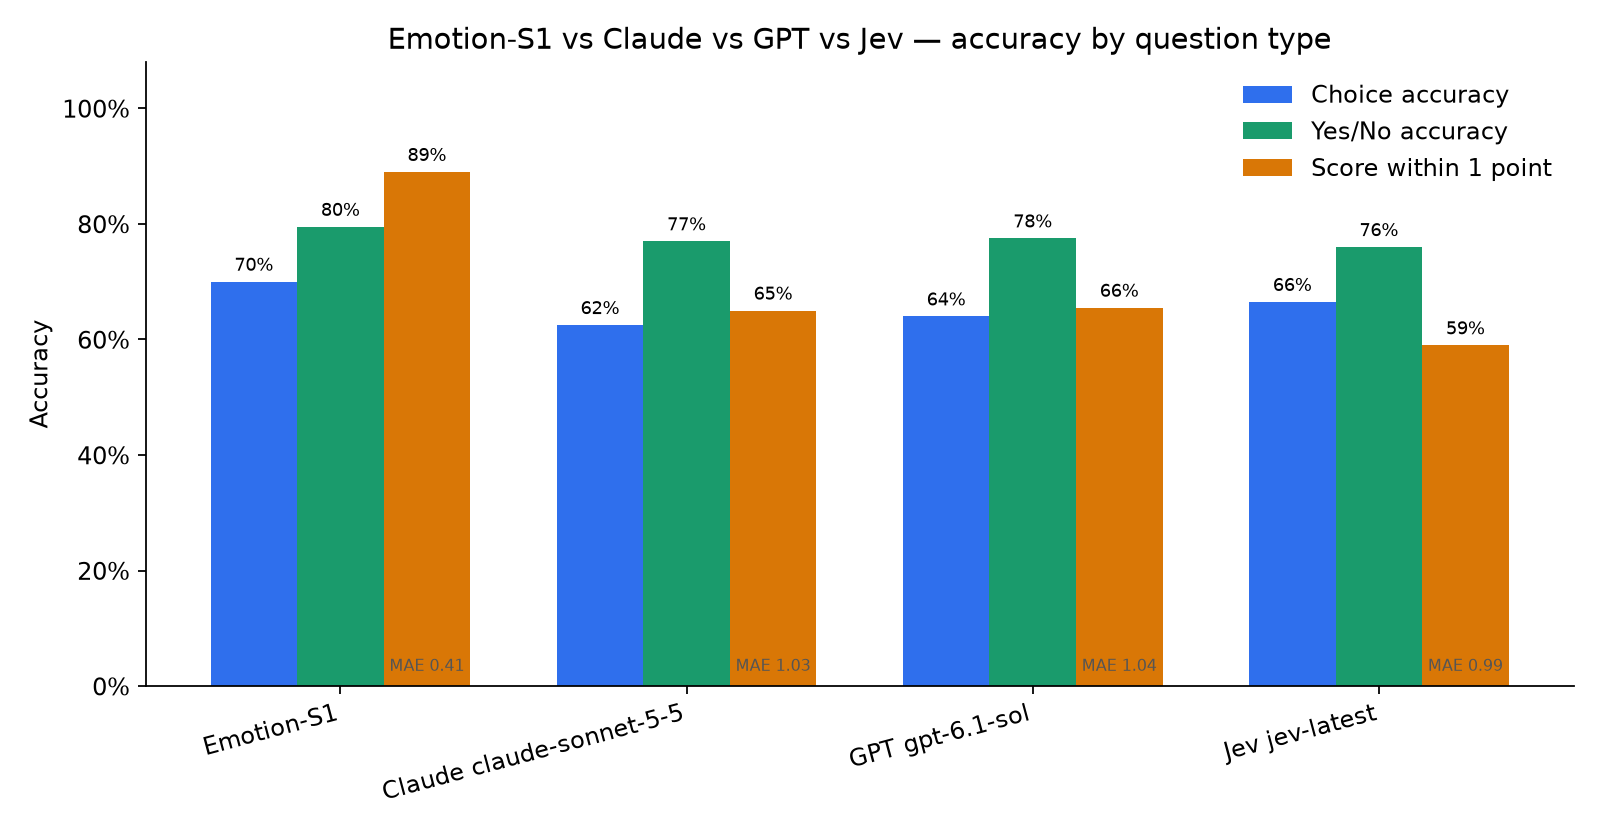 Emotion-S1 vs Claude vs GPT vs Jev — accuracy by question type
Choice accuracy
Yes/No accuracy
Score within 1 point
Accuracy
100%
80%
60%
40%
20%
0%
70%
80%
89%
MAE 0.41
62%
77%
65%
MAE 1.03
64%
78%
66%
MAE 1.04
66%
76%
59%
MAE 0.99
Emotion-S1
Claude claude-sonnet-5-5
GPT gpt-6.1-sol
Jev jev-latest